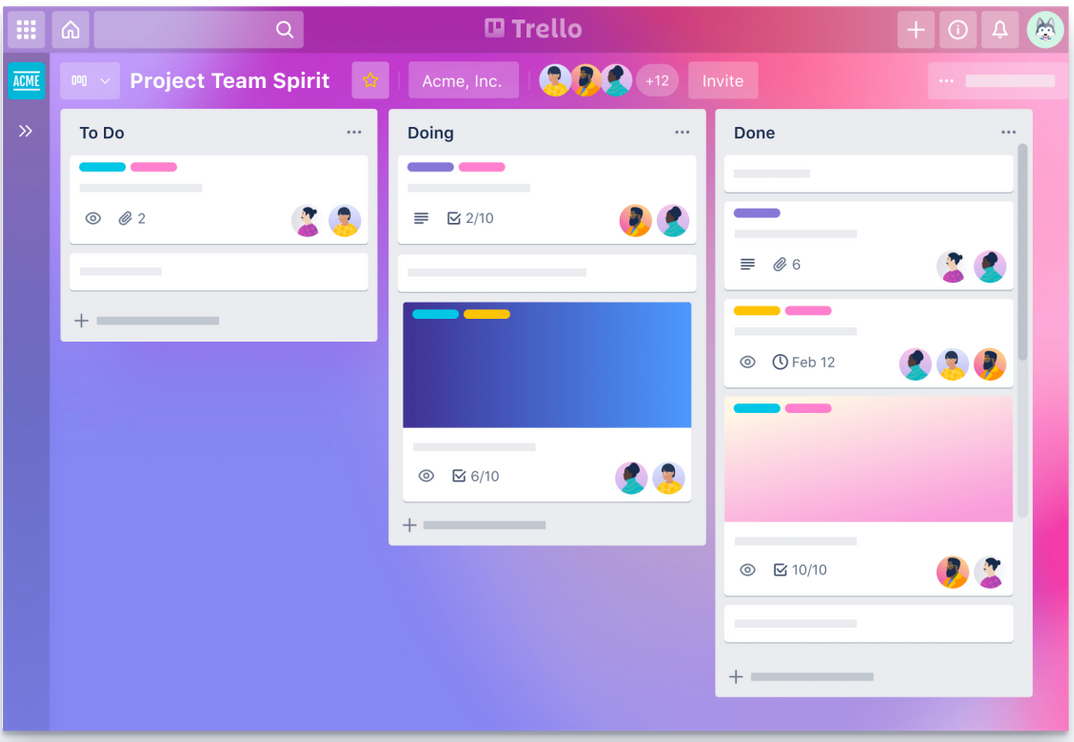 Trello
ACME
Project Team Spirit
Acme, Inc.
+12
Invite
To Do
2
Doing
2/10
6/10
Done
6
Feb 12
10/10